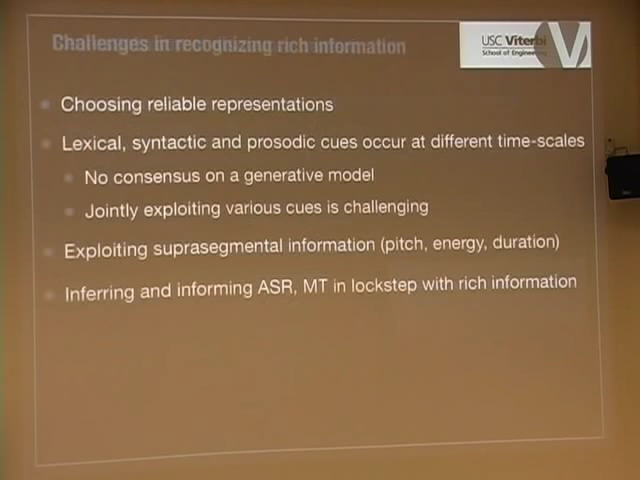 Challenges in recognizing rich information
USC Viterbi
School of Engineering
Choosing reliable representations
Lexical, syntactic and prosodic cues occur at different time-scales
No consensus on a generative model
Jointly exploiting various cues is challenging
Exploiting suprasegmental information (pitch, energy, duration)
Inferring and informing ASR, MT in lockstep with rich information